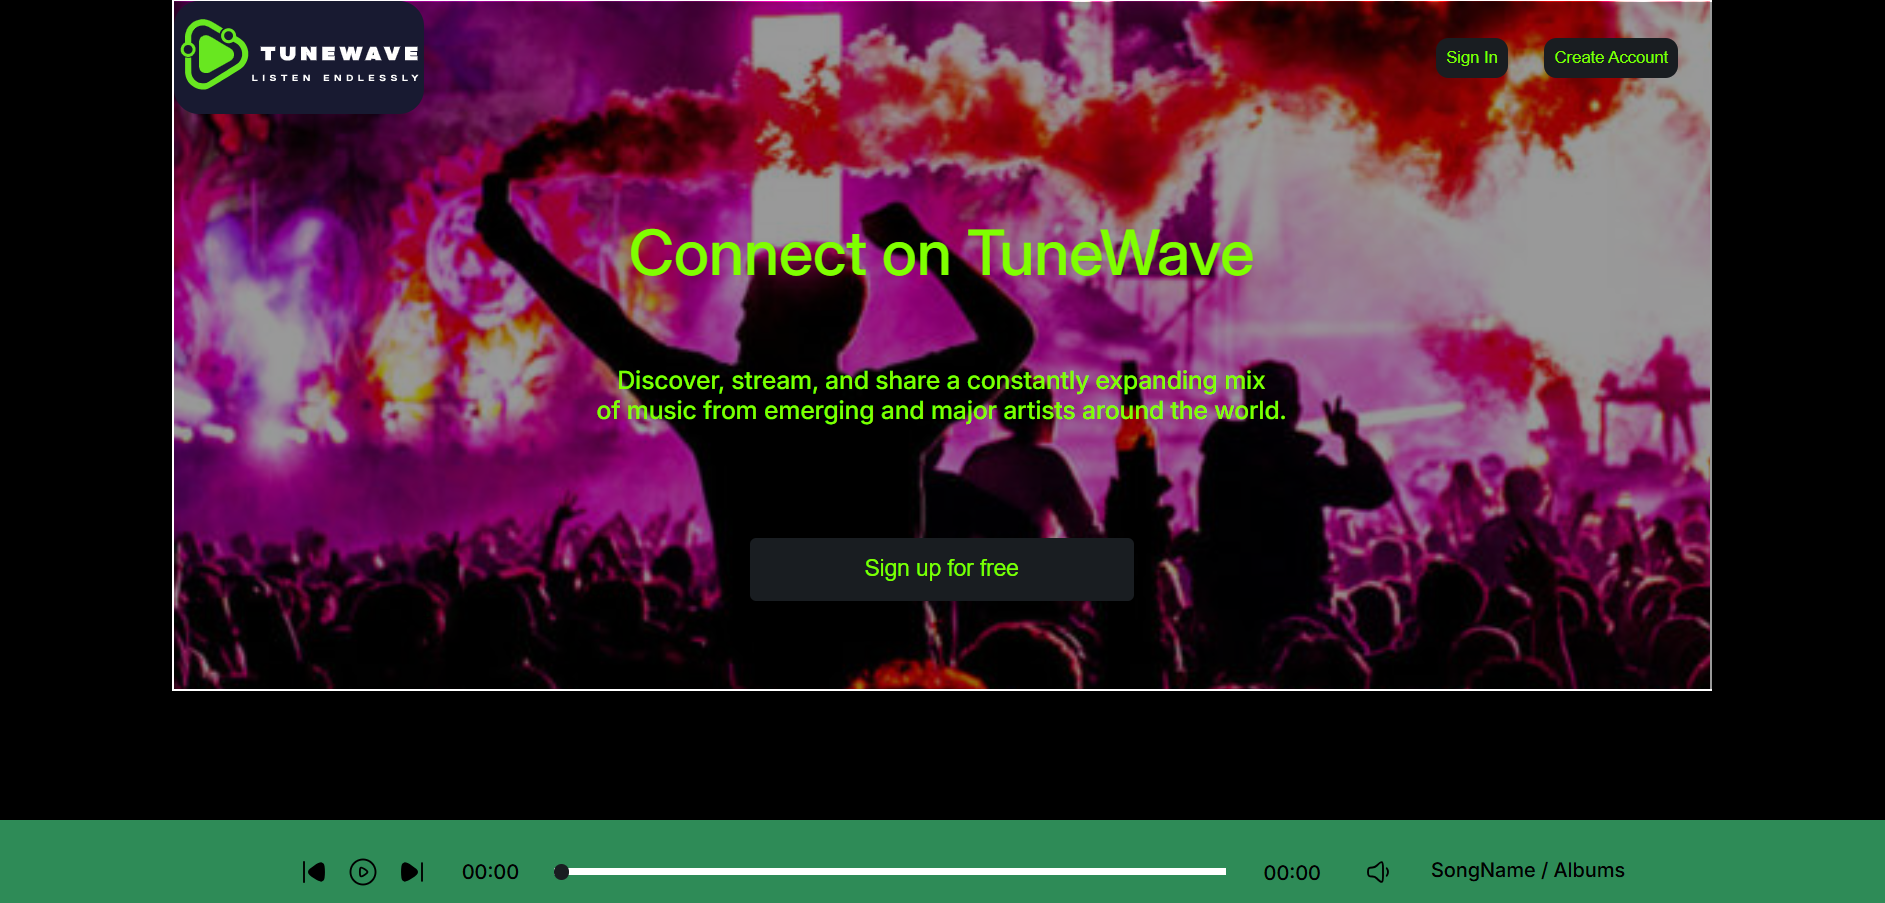 TUNEWAVE
LISTEN ENDLESSLY
Sign In
Create Account
Connect on TuneWave
Discover, stream, and share a constantly expanding mix
of music from emerging and major artists around the world.
Sign up for free
00:00
00:00
SongName / Albums